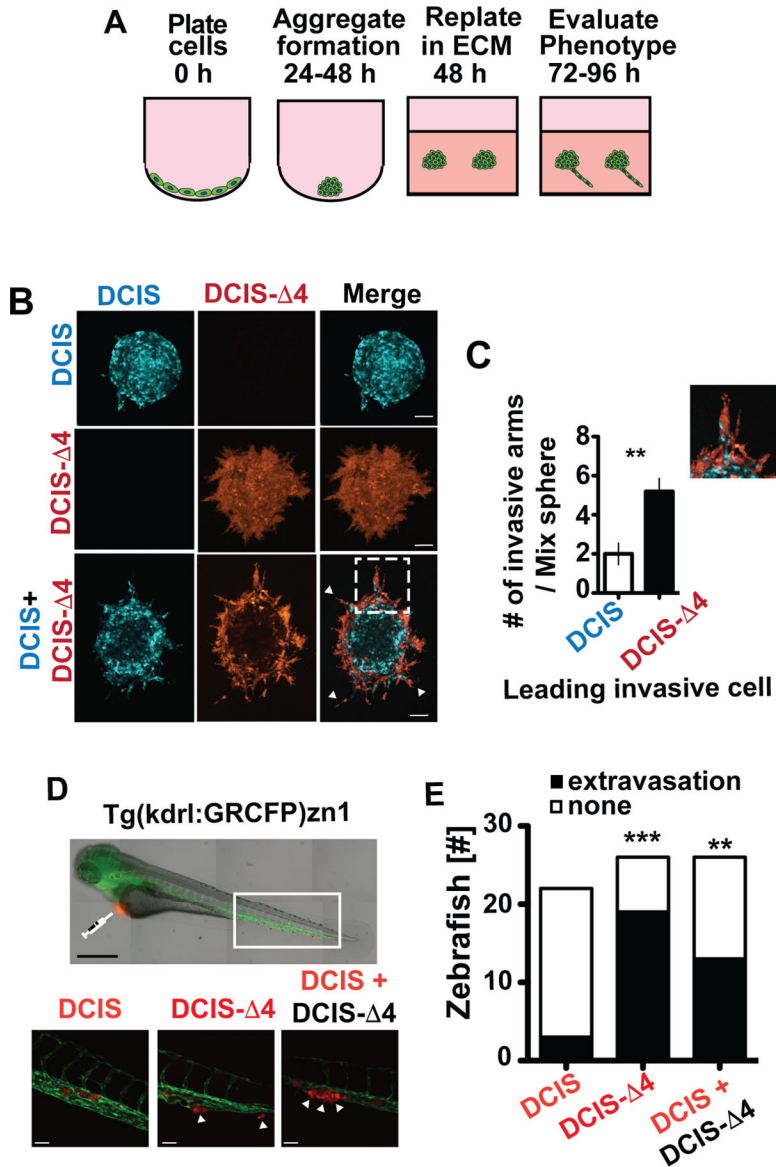 A
Plate cells 0 h
Aggregate formation 24-48 h
Replate in ECM 48 h
Evaluate Phenotype 72-96 h
B
DCIS
DCIS-Δ4
Merge
DCIS
DCIS-Δ4
DCIS+
DCIS-Δ4
C
# of invasive arms
/ Mix sphere
8
6
4
2
0
**
DCIS
DCIS-Δ4
Leading invasive cell
D
Tg(kdrl:GRCFP)zn1
DCIS
DCIS-Δ4
DCIS +
DCIS-Δ4
E
extravasation
none
Zebrafish [#]
30
20
10
0
***
**
DCIS
DCIS-Δ4
DCIS +
DCIS-Δ4